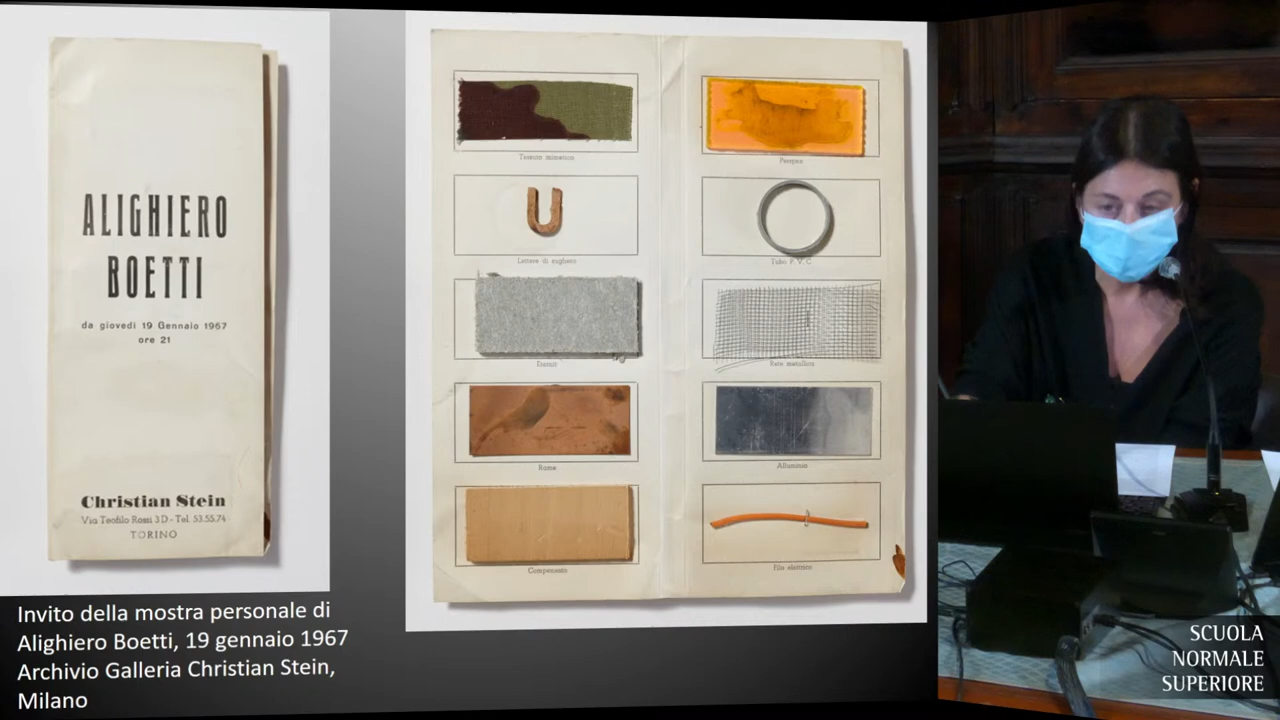 ALIGHIERO
BOETTI
da giovedì 19 Gennaio 1967
ore 21
Christian Stein
Via Teofilo Rossi 3 D - Tel. 53.55.74
TORINO
Invito della mostra personale di
Alighiero Boetti, 19 gennaio 1967
Archivio Galleria Christian Stein,
Milano
Tessuto mimetico
Perspex
U
Lettere di sughero
Tubo P.V.C.
Eternit
Rete metallica
Rame
Alluminio
Compensato
Filo elettrico
SCUOLA
NORMALE
SUPERIORE